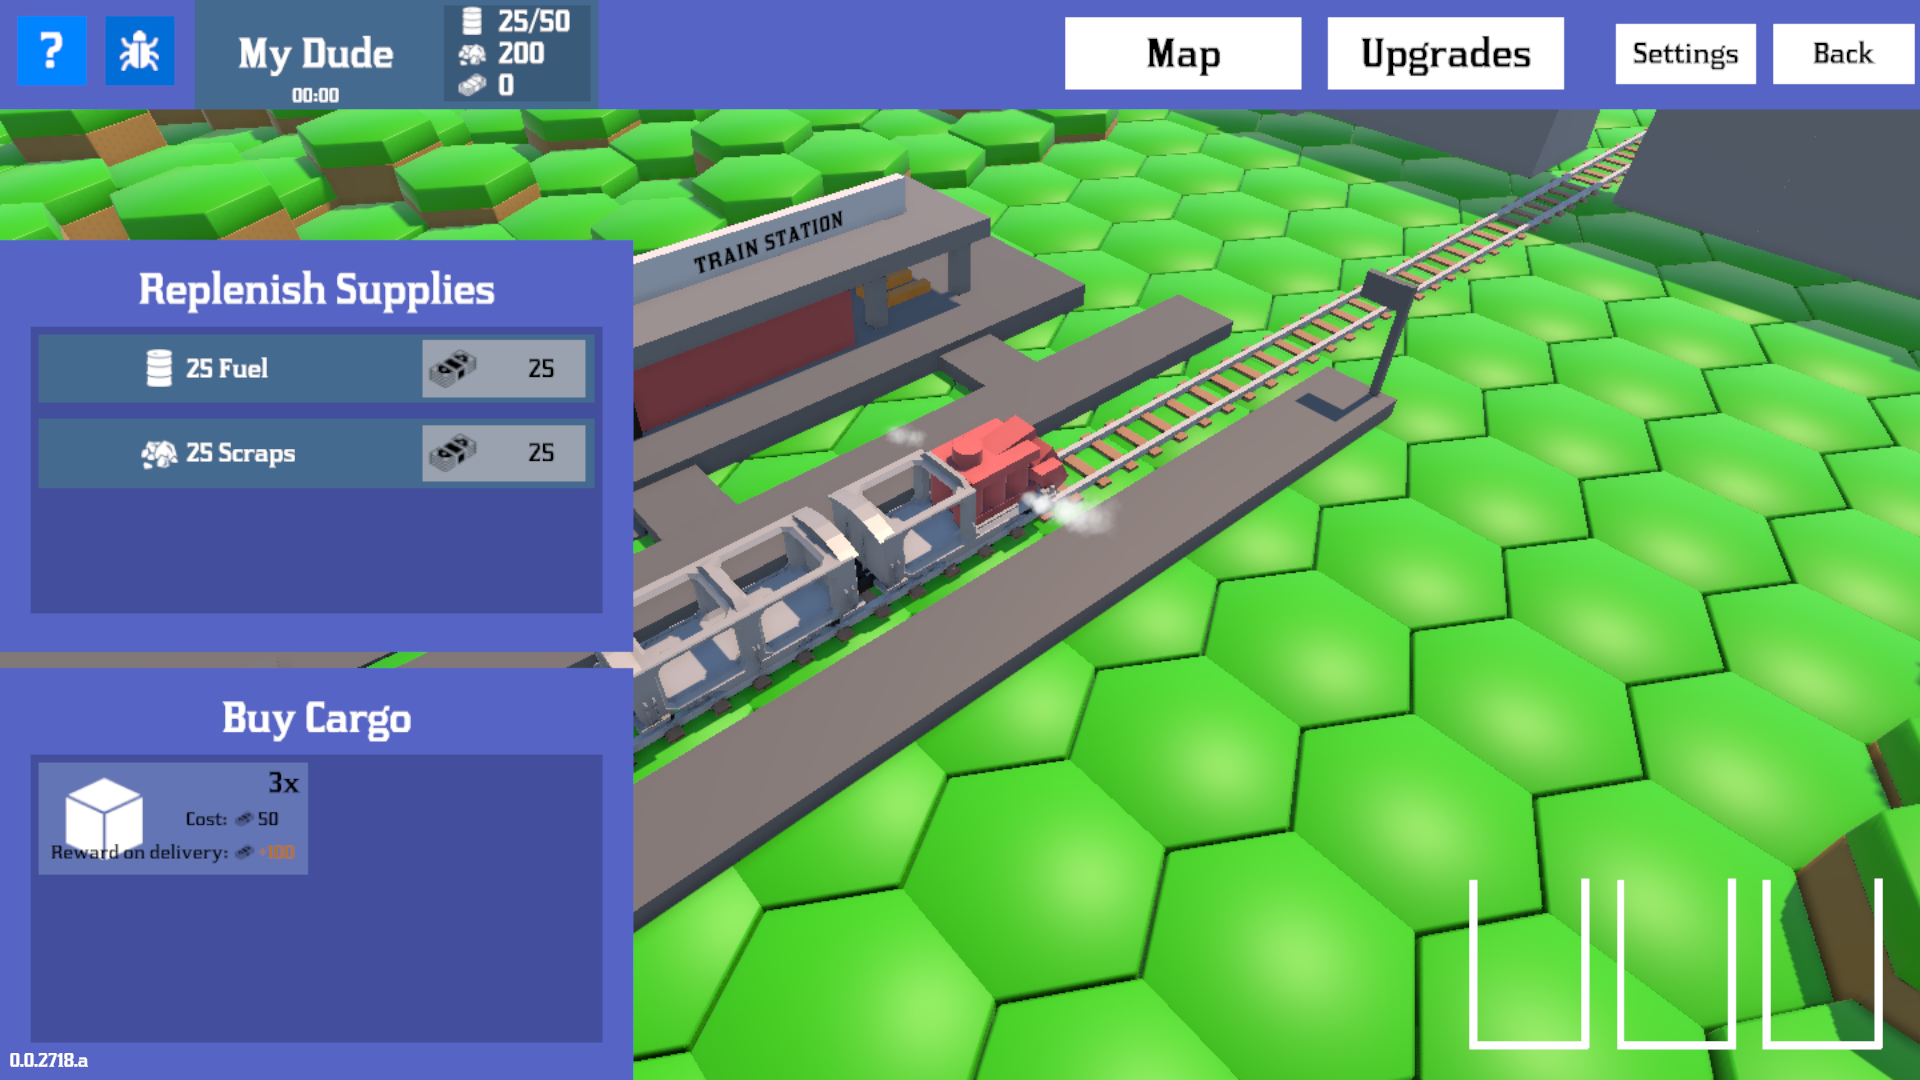 ?
My Dude
00:00
25/50
200
0
Map
Upgrades
Settings
Back
TRAIN STATION
Replenish Supplies
25 Fuel
25
25 Scraps
25
Buy Cargo
3x
Cost: 50
Reward on delivery: +100
0.0.2718.a